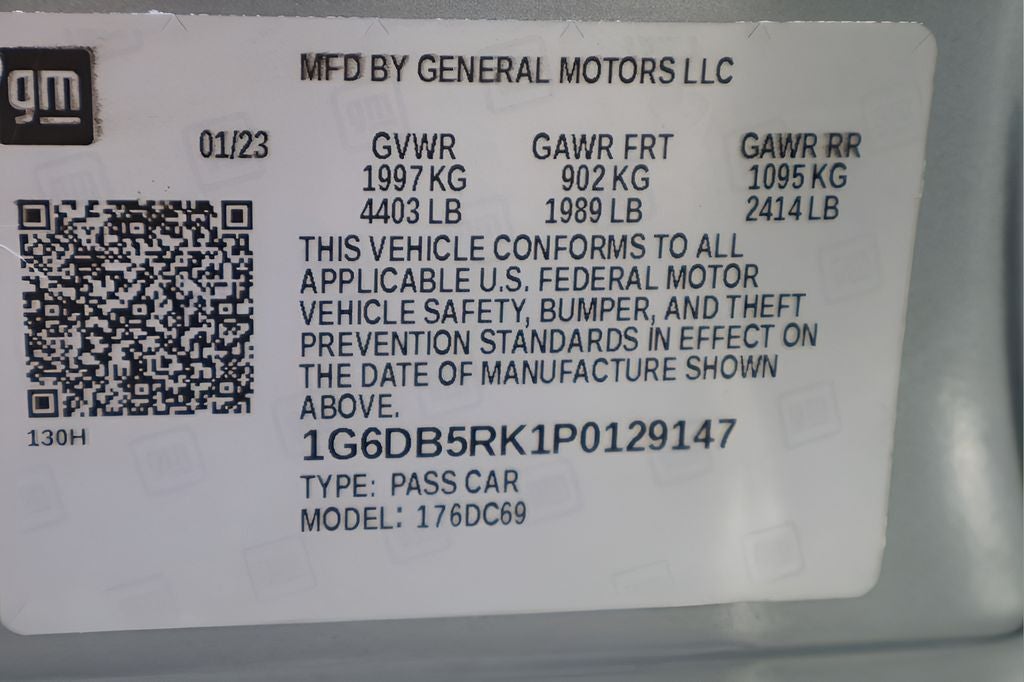 gm
MFD BY GENERAL MOTORS LLC
01/23 GVWR GAWR FRT GAWR RR
1997 KG 902 KG 1095 KG
4403 LB 1989 LB 2414 LB
THIS VEHICLE CONFORMS TO ALL
APPLICABLE U.S. FEDERAL MOTOR
VEHICLE SAFETY, BUMPER, AND THEFT
PREVENTION STANDARDS IN EFFECT ON
THE DATE OF MANUFACTURE SHOWN
ABOVE.
130H
1G6DB5RK1P0129147
TYPE: PASS CAR
MODEL: 176DC69